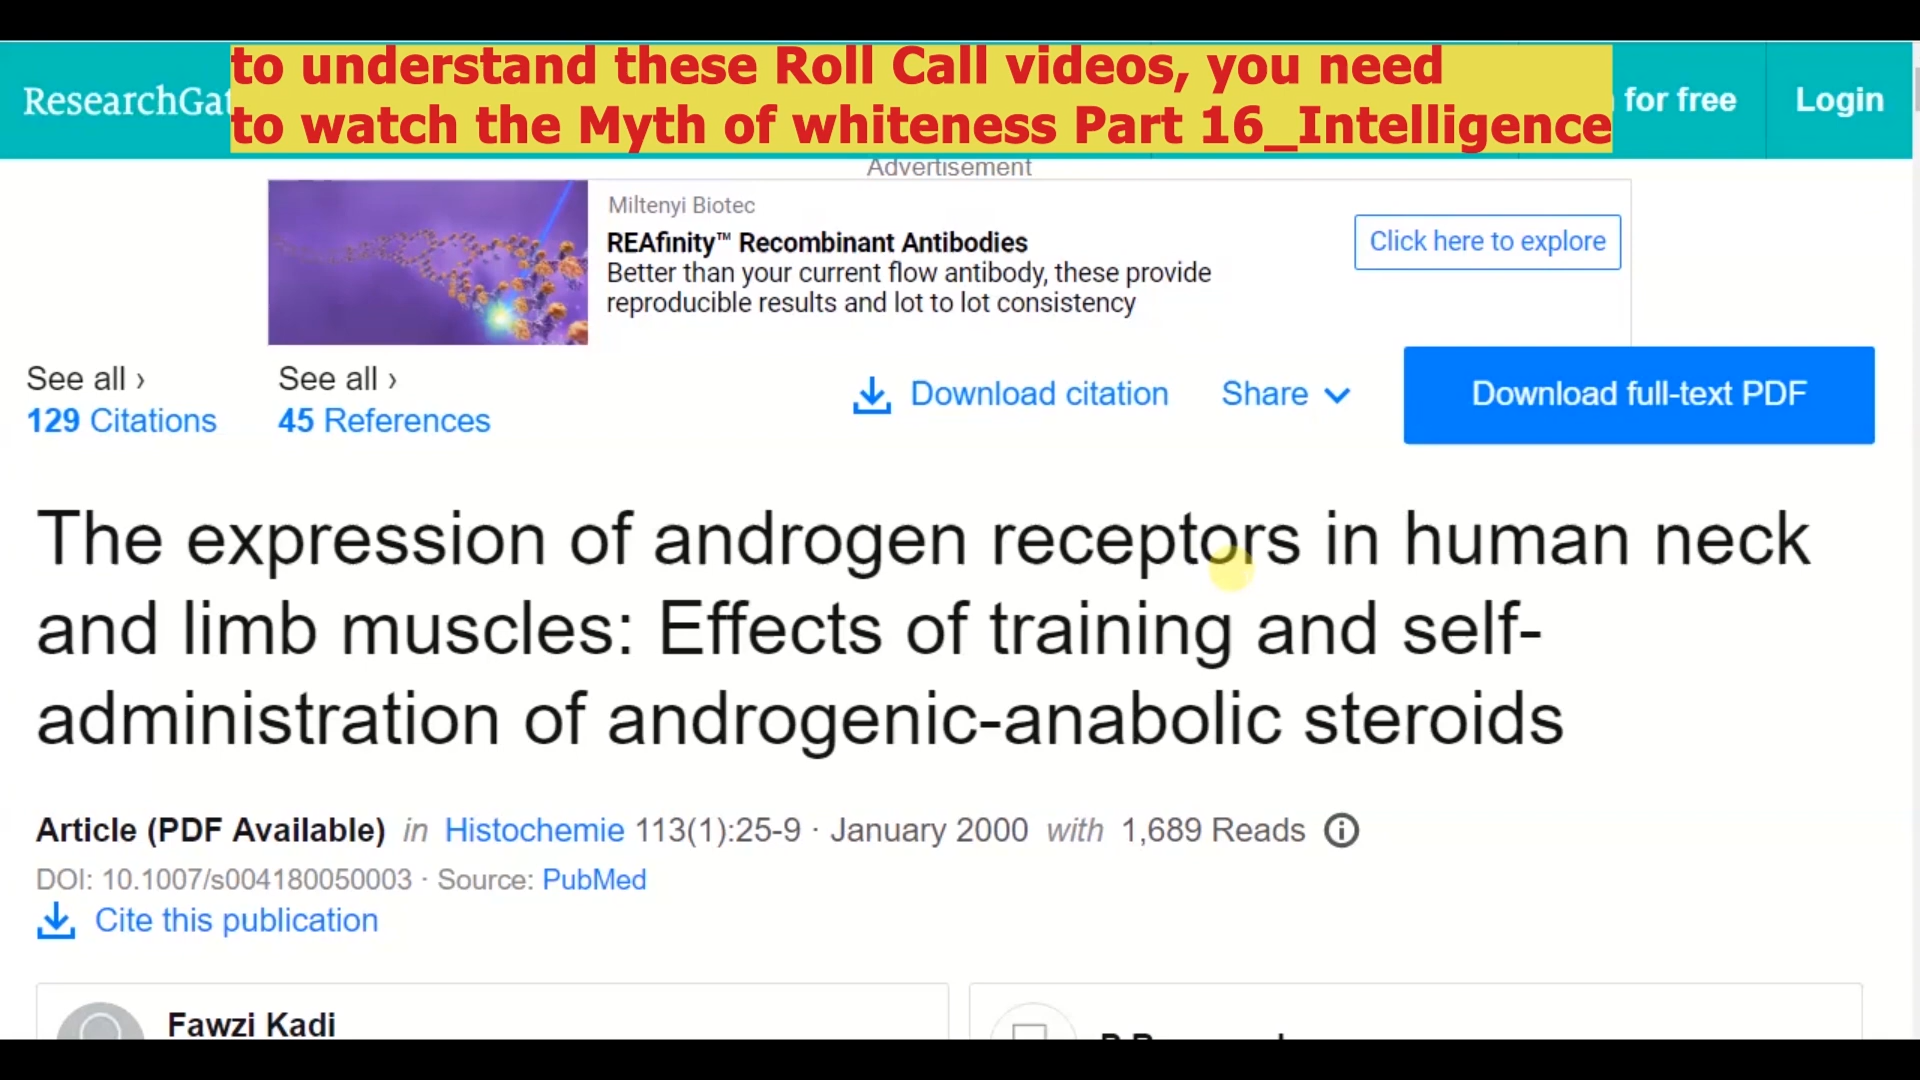 to understand these Roll Call videos, you need
to watch the Myth of whiteness Part 16_Intelligence
ResearchGat
for free
Login
Advertisement
Miltenyi Biotec
REAfinity™ Recombinant Antibodies
Better than your current flow antibody, these provide
reproducible results and lot to lot consistency
Click here to explore
See all ›
129 Citations
See all ›
45 References
Download citation
Share
Download full-text PDF
The expression of androgen receptors in human neck
and limb muscles: Effects of training and self-
administration of androgenic-anabolic steroids
Article (PDF Available) in Histochemie 113(1):25-9 · January 2000 with 1,689 Reads
DOI: 10.1007/s004180050003 · Source: PubMed
Cite this publication
Fawzi Kadi